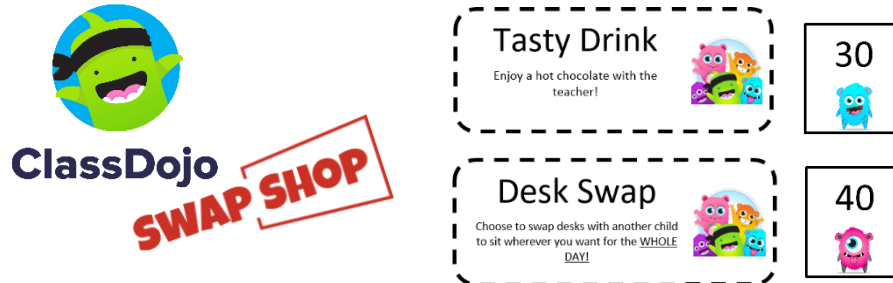 ClassDojo
SWAP SHOP
Tasty Drink
Enjoy a hot chocolate with the
teacher!
30
Desk Swap
Choose to swap desks with another child
to sit wherever you want for the WHOLE
DAY!
40